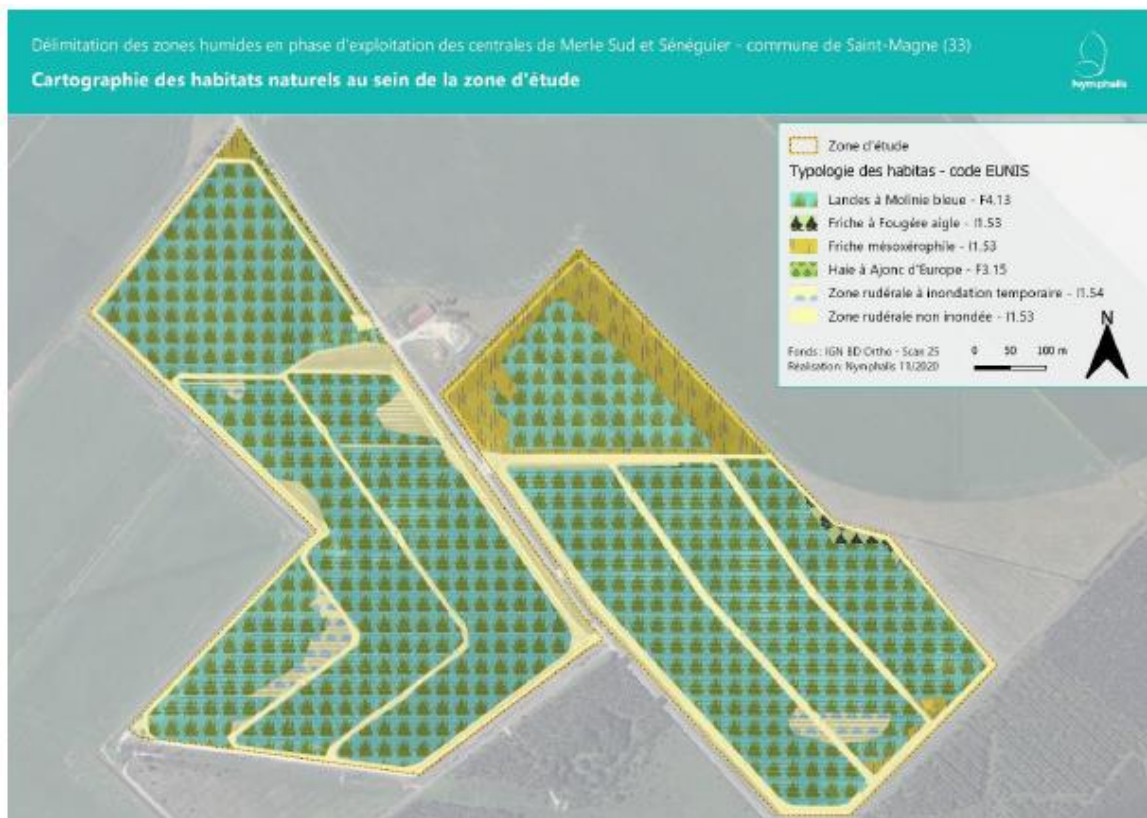 Délimitation des zones humides en phase d'exploitation des centrales de Merle Sud et Sénéguier - commune de Saint-Magne (33)
Cartographie des habitats naturels au sein de la zone d'étude
Nymphalis
Zone d'étude
Typologie des habitas - code EUNIS
Landes à Molinie bleue - F4.13
Friche à Fougère aigle - I1.53
Friche mésoxérophile - I1.53
Haie à Ajonc d'Europe - F3.15
Zone rudérale à inondation temporaire - I1.54
Zone rudérale non inondée - I1.53
N
Fonds : IGN BD Ortho - Scan 25
Réalisation: Nymphalis 11/2020
0 50 100 m